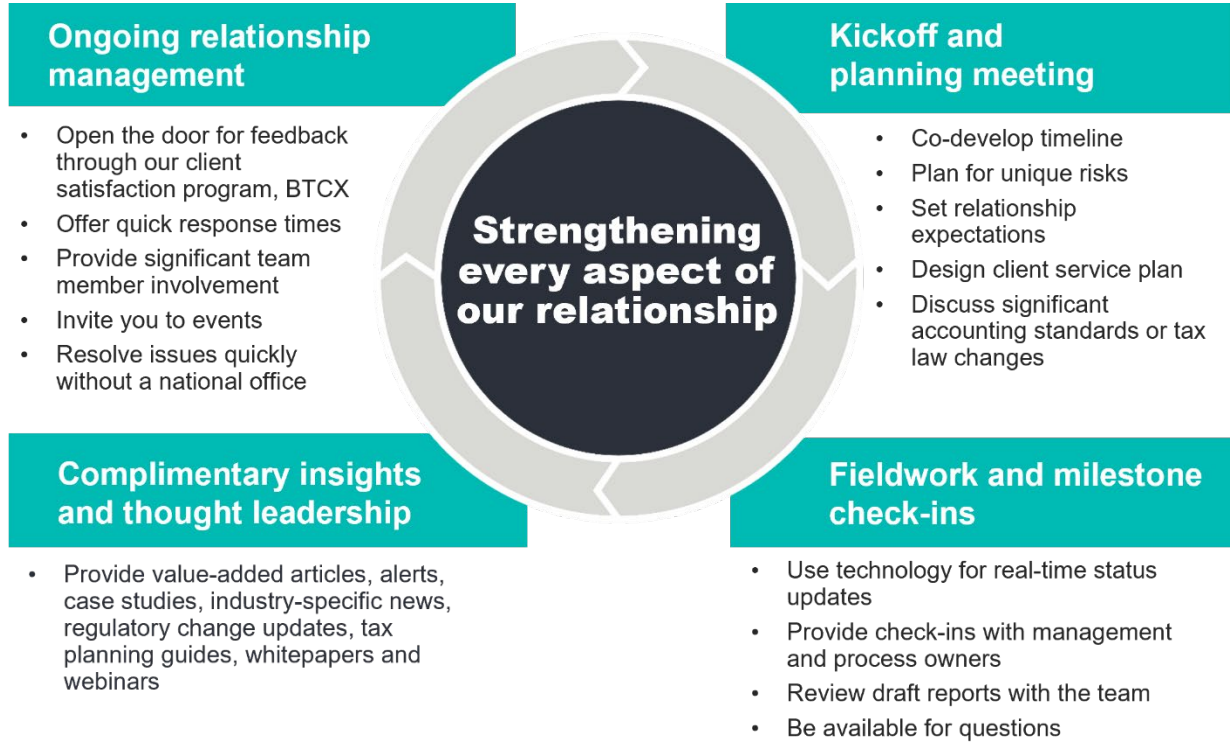 Ongoing relationship
management
• Open the door for feedback
through our client
satisfaction program, BTCX
• Offer quick response times
• Provide significant team
member involvement
• Invite you to events
• Resolve issues quickly
without a national office
Kickoff and
planning meeting
• Co-develop timeline
• Plan for unique risks
• Set relationship
expectations
• Design client service plan
• Discuss significant
accounting standards or tax
law changes
Strengthening
every aspect of
our relationship
Complimentary insights
and thought leadership
• Provide value-added articles, alerts,
case studies, industry-specific news,
regulatory change updates, tax
planning guides, whitepapers and
webinars
Fieldwork and milestone
check-ins
• Use technology for real-time status
updates
• Provide check-ins with management
and process owners
• Review draft reports with the team
• Be available for questions